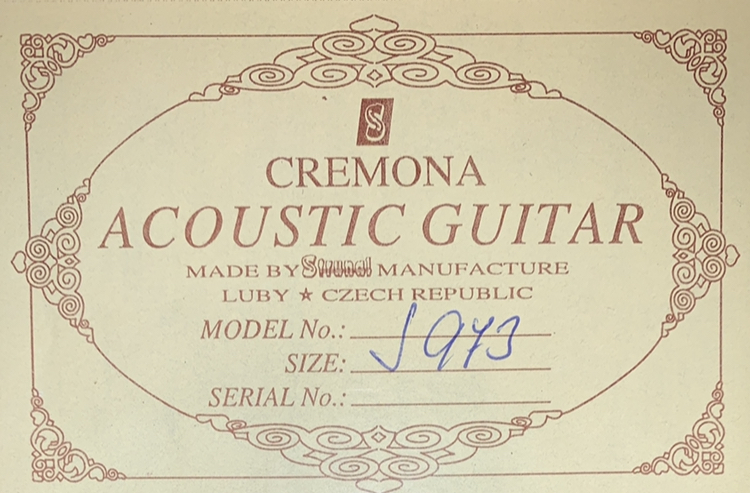 S
CREMONA
ACOUSTIC GUITAR
MADE BY Strunal MANUFACTURE
LUBY ★ CZECH REPUBLIC
MODEL No.: J 973
SIZE:
SERIAL No.: